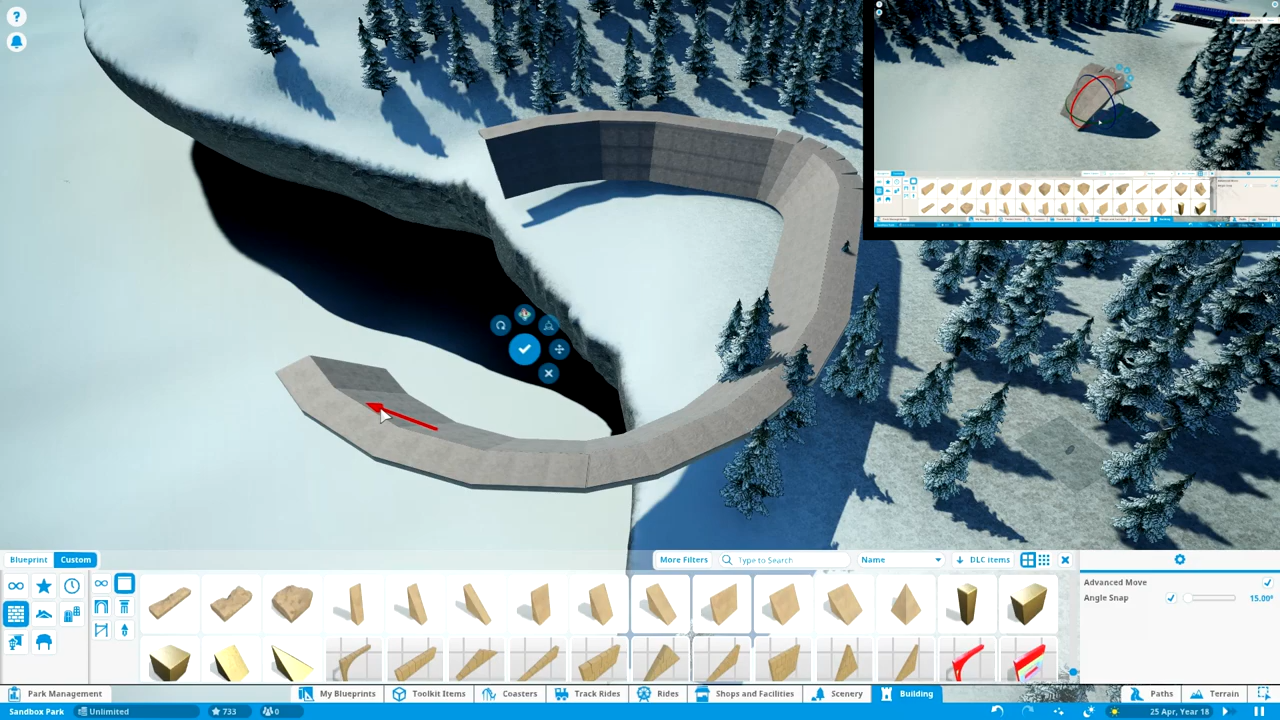 ?
Blueprint Custom More Filters Type to Search Name DLC items
Advanced Move
Angle Snap 15.00°
Park Management My Blueprints Toolkit Items Coasters Track Rides Rides Shops and Facilities Scenery Building Paths Terrain
Sandbox Park Unlimited 733 0 25 Apr, Year 18